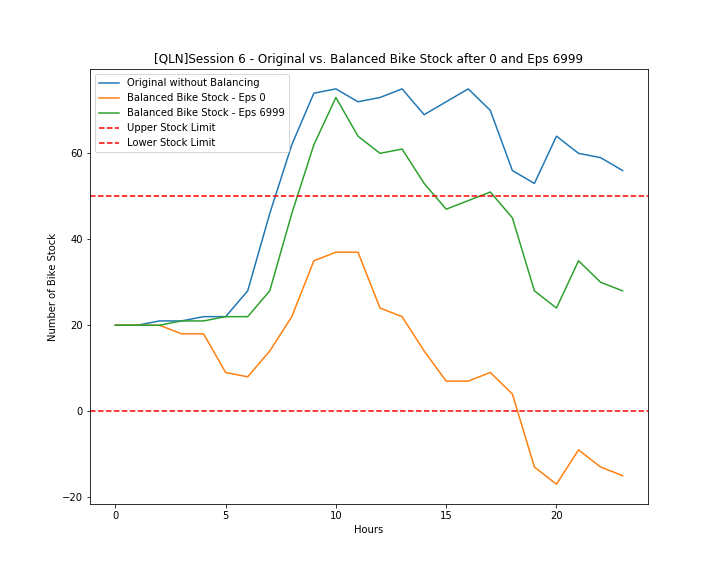 [QLN]Session 6 - Original vs. Balanced Bike Stock after 0 and Eps 6999
Original without Balancing
Balanced Bike Stock - Eps 0
Balanced Bike Stock - Eps 6999
Upper Stock Limit
Lower Stock Limit
60
40
20
0
−20
Number of Bike Stock
0 5 10 15 20
Hours